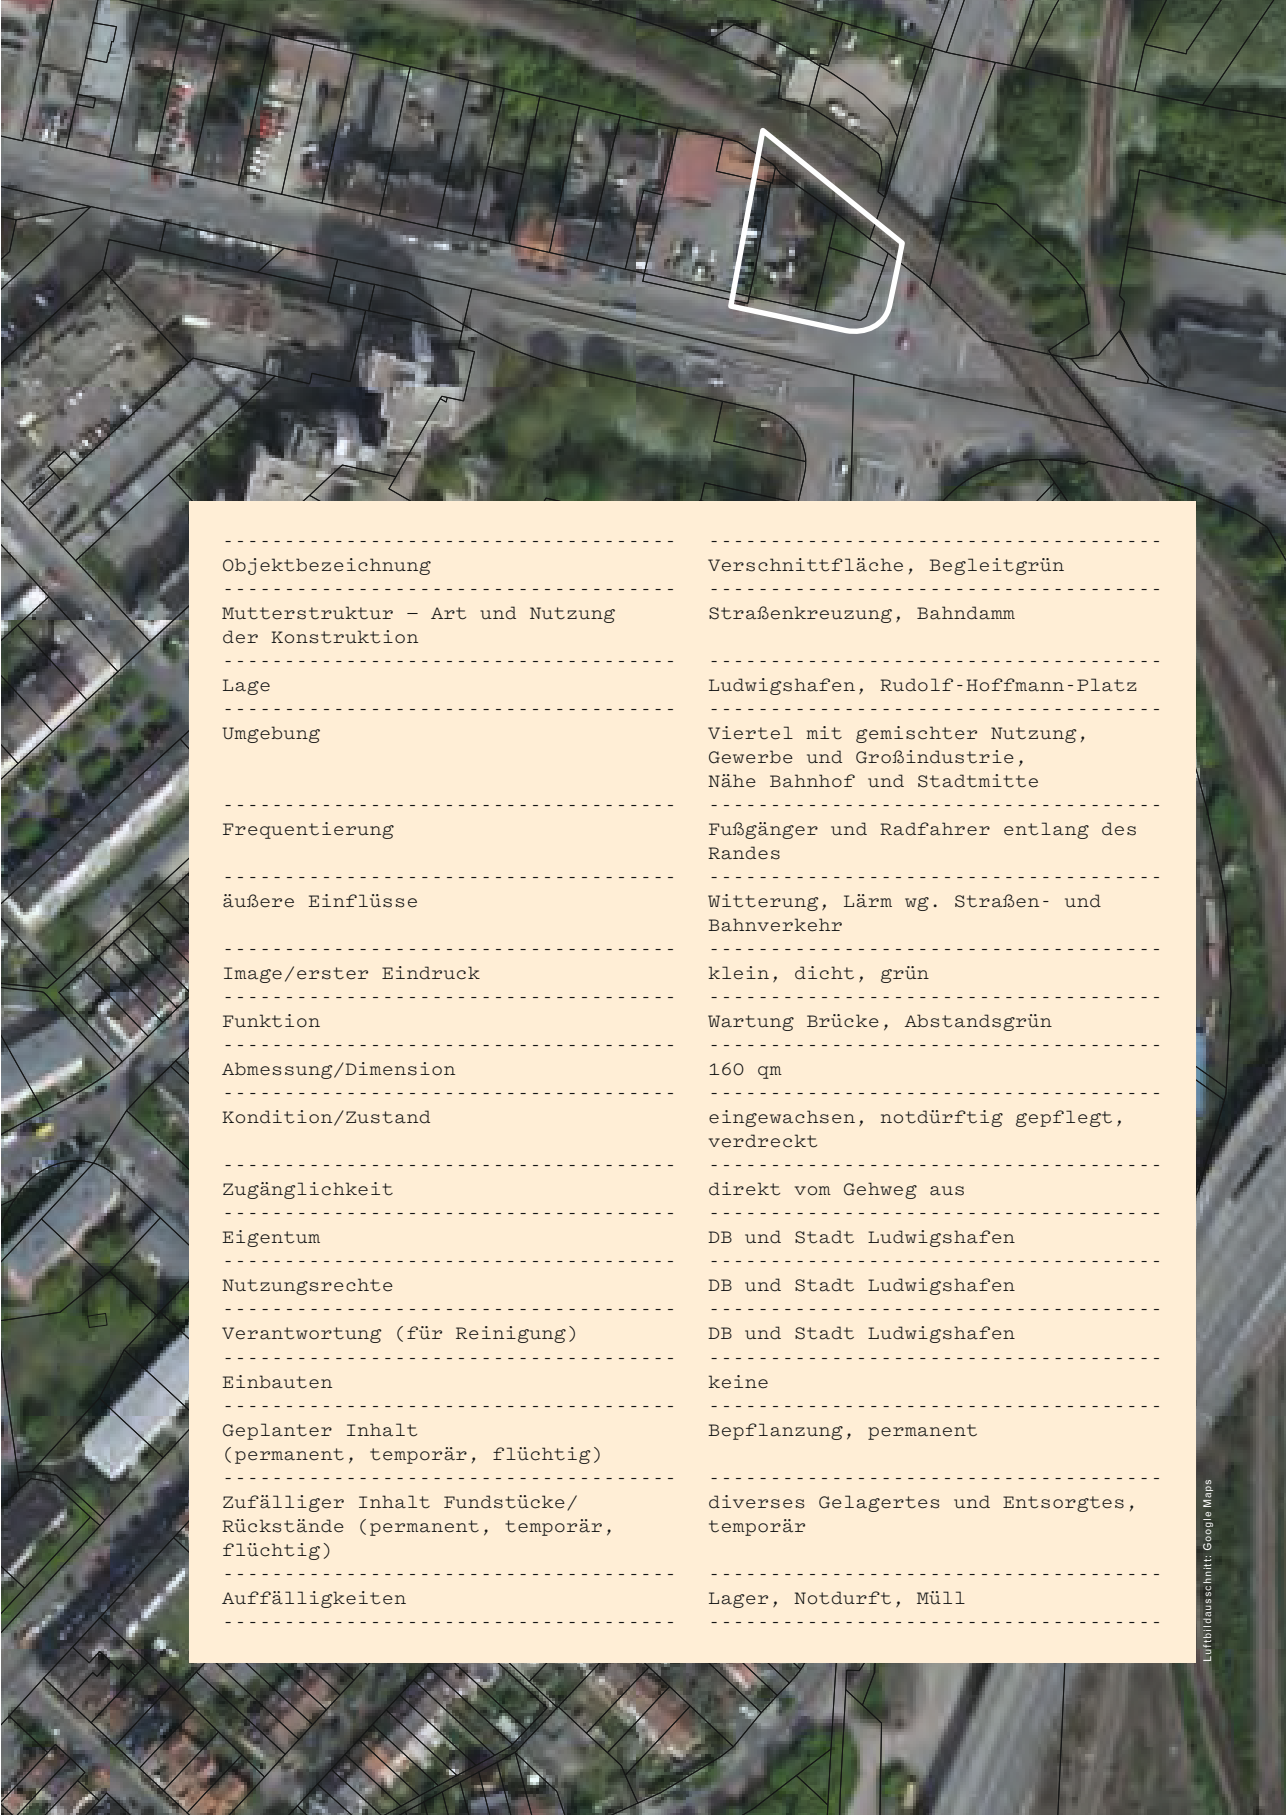 Objektbezeichnung
Verschnittfläche, Begleitgrün
Mutterstruktur – Art und Nutzung
der Konstruktion
Straßenkreuzung, Bahndamm
Lage
Ludwigshafen, Rudolf-Hoffmann-Platz
Umgebung
Viertel mit gemischter Nutzung,
Gewerbe und Großindustrie,
Nähe Bahnhof und Stadtmitte
Frequentierung
Fußgänger und Radfahrer entlang des
Randes
äußere Einflüsse
Witterung, Lärm wg. Straßen- und
Bahnverkehr
Image/erster Eindruck
klein, dicht, grün
Funktion
Wartung Brücke, Abstandsgrün
Abmessung/Dimension
160 qm
Kondition/Zustand
eingewachsen, notdürftig gepflegt,
verdreckt
Zugänglichkeit
direkt vom Gehweg aus
Eigentum
DB und Stadt Ludwigshafen
Nutzungsrechte
DB und Stadt Ludwigshafen
Verantwortung (für Reinigung)
DB und Stadt Ludwigshafen
Einbauten
keine
Geplanter Inhalt
(permanent, temporär, flüchtig)
Bepflanzung, permanent
Zufälliger Inhalt Fundstücke/
Rückstände (permanent, temporär,
flüchtig)
diverses Gelagertes und Entsorgtes,
temporär
Auffälligkeiten
Lager, Notdurft, Müll
Luftbildausschnitt: Google Maps